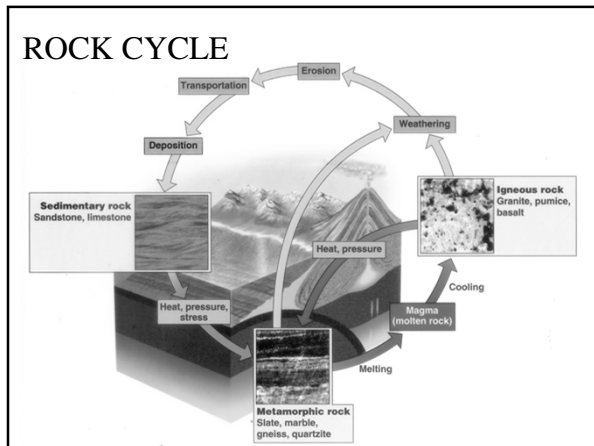 ROCK CYCLE
Erosion
Transportation
Weathering
Deposition
Sedimentary rock
Sandstone, limestone
Igneous rock
Granite, pumice,
basalt
Heat, pressure
Cooling
Heat, pressure,
stress
Magma
(molten rock)
Melting
Metamorphic rock
Slate, marble,
gneiss, quartzite